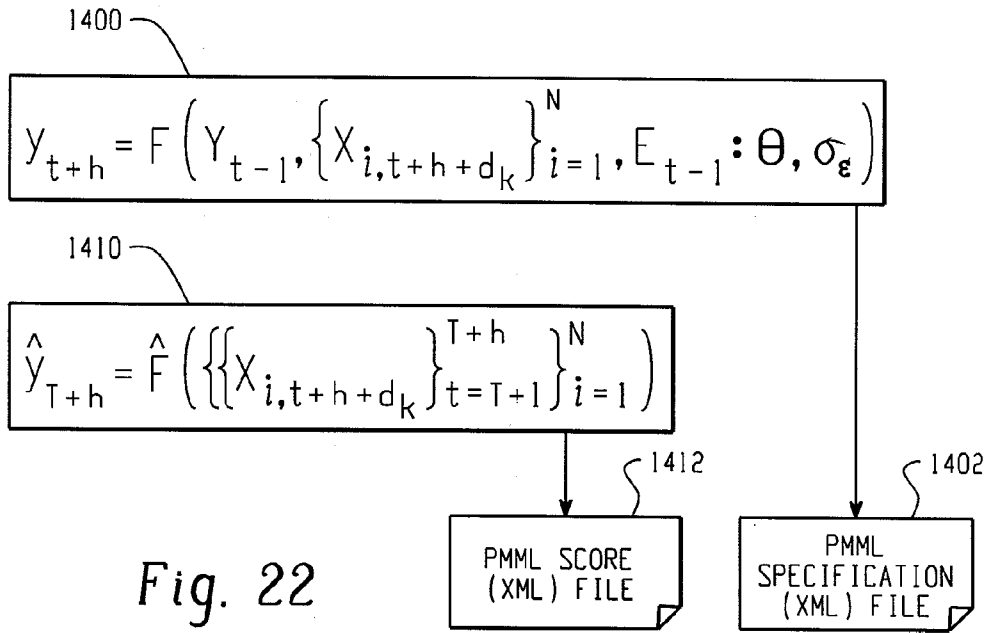 1400
y_{t+h} = F ( Y_{t-1}, { X_{i,t+h+d_k} }_{i=1}^{N}, E_{t-1} : θ, σ_ε )
1410
ŷ_{T+h} = F̂ ( { { { X_{i,t+h+d_k} }_{t=T+1}^{T+h} }_{i=1}^{N} )
1412
1402
PMML SCORE
(XML) FILE
PMML
SPECIFICATION
(XML) FILE
Fig. 22